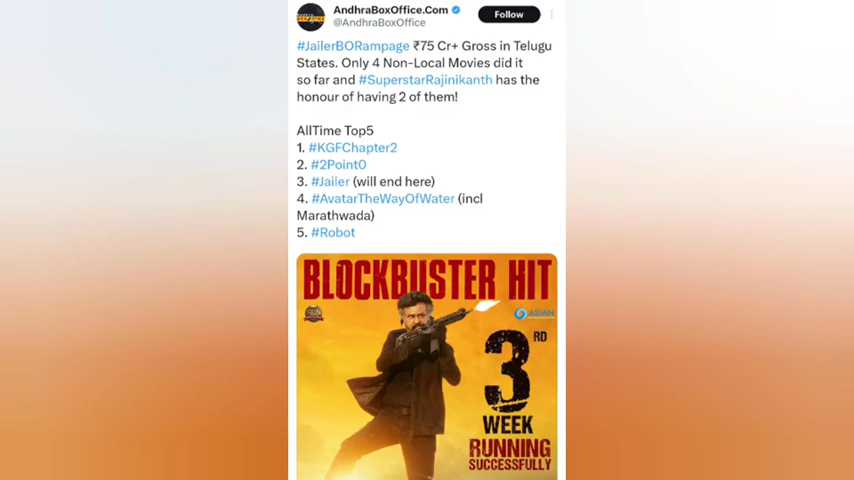 AndhraBoxOffice.Com
@AndhraBoxOffice
Follow
#JailerBORampage ₹75 Cr+ Gross in Telugu
States. Only 4 Non-Local Movies did it
so far and #SuperstarRajinikanth has the
honour of having 2 of them!
AllTime Top5
1. #KGFChapter2
2. #2Point0
3. #Jailer (will end here)
4. #AvatarTheWayOfWater (incl
Marathwada)
5. #Robot
BLOCKBUSTER HIT
SUN
ASIAN
3RD
WEEK
RUNNING
SUCCESSFULLY